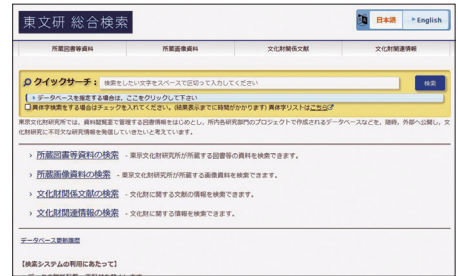 東文研 総合検索
日本語
English
所蔵図書等資料 所蔵画像資料 文化財関係文献 文化財関連情報
クイックサーチ： 検索をしたい文字をスペースで区切って入力してください 検索
データベースを指定する場合は、ここをクリックして下さい
異体字検索をする場合はチェックを入れてください。(結果表示までに時間がかかります) 異体字リストはこちら
東京文化財研究所では、資料閲覧室で管理する図書情報をはじめとし、所内各研究部門のプロジェクトで作成されるデータベースなどを、随時、外部へ公開し、文
化財研究に不可欠な研究情報を発信していきたいと考えています。
› 所蔵図書等資料の検索 - 東京文化財研究所が所蔵する図書等の資料を検索できます。
› 所蔵画像資料の検索 - 東京文化財研究所が所蔵する画像資料を検索できます。
› 文化財関係文献の検索 - 文化財に関する文献の情報を検索できます。
› 文化財関連情報の検索 - 文化財に関する情報を検索できます。
データベース更新履歴
【検索システムの利用にあたって】